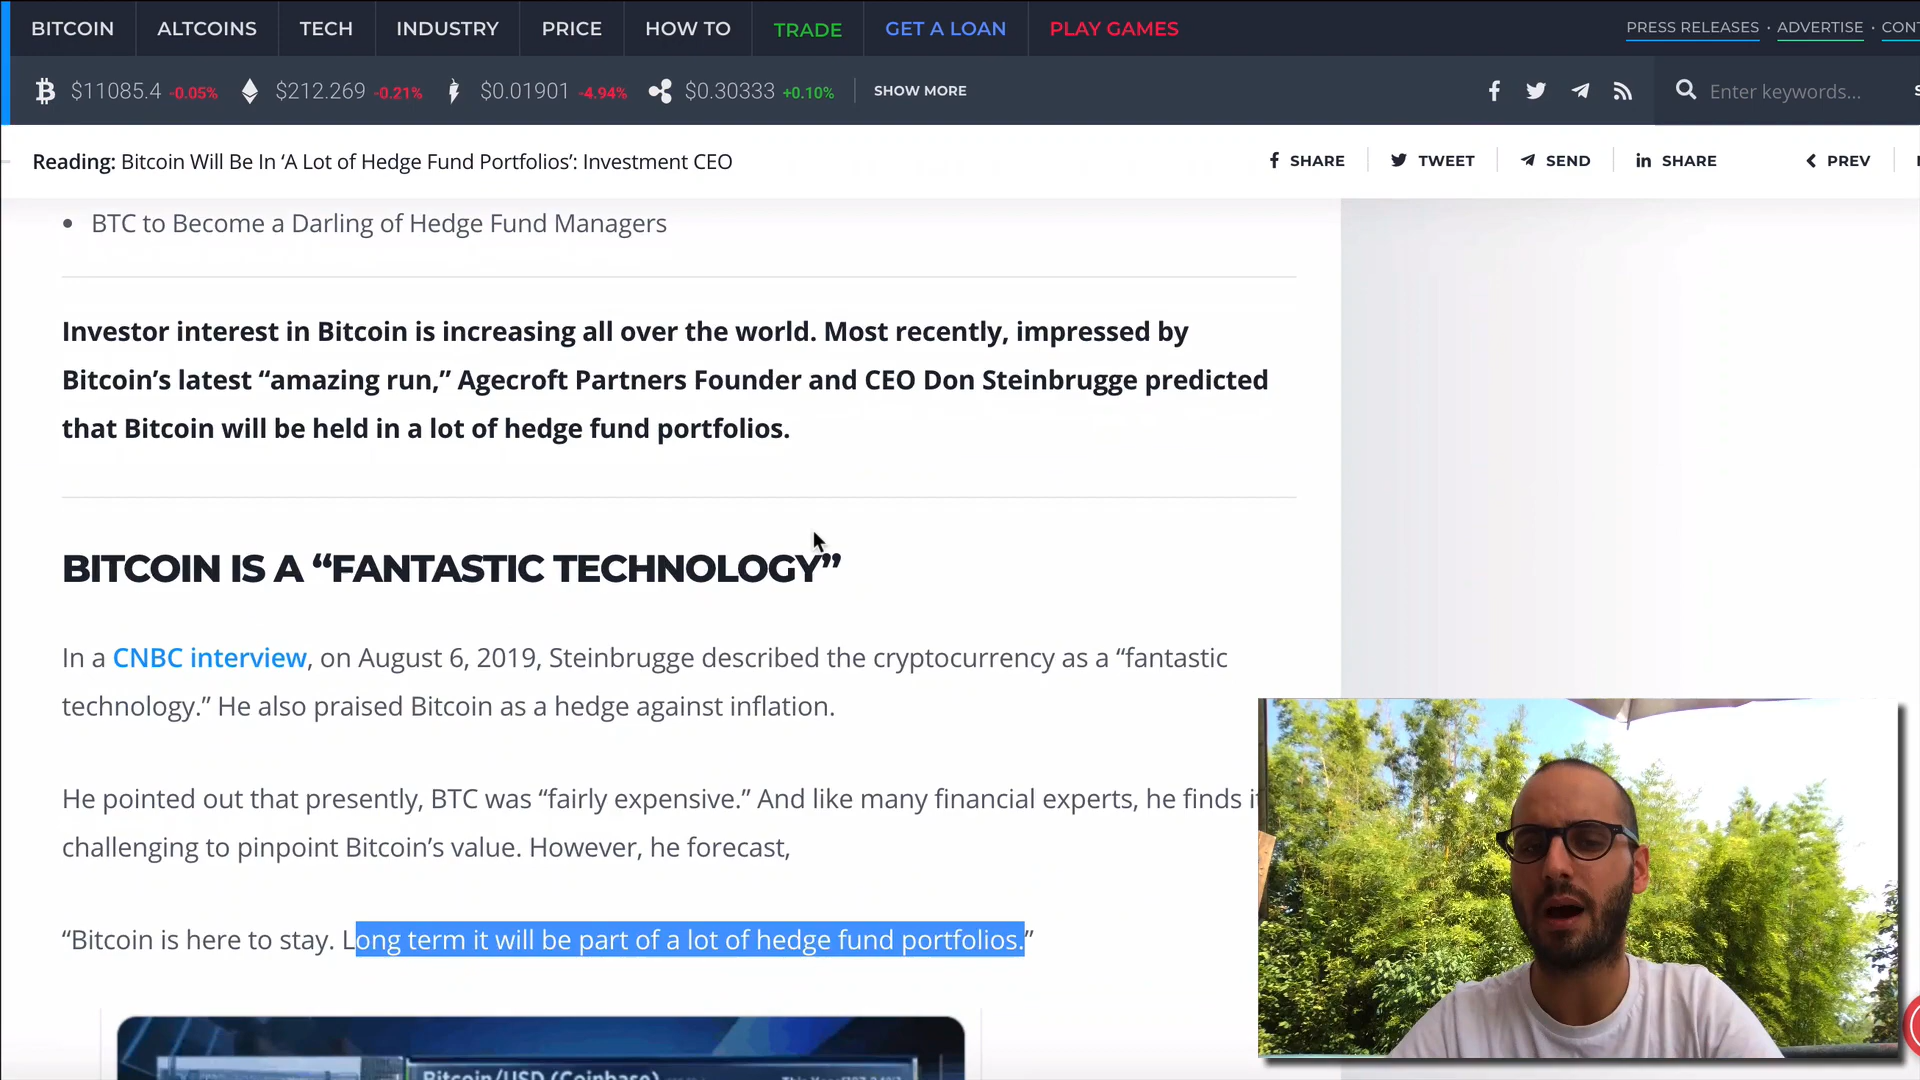 BITCOIN ALTCOINS TECH INDUSTRY PRICE HOW TO TRADE GET A LOAN PLAY GAMES PRESS RELEASES · ADVERTISE ·
$11085.4 -0.05% $212.269 -0.21% $0.01901 -4.94% $0.30333 +0.10% SHOW MORE Enter keywords...
Reading: Bitcoin Will Be In ‘A Lot of Hedge Fund Portfolios’: Investment CEO SHARE TWEET SEND SHARE PREV
• BTC to Become a Darling of Hedge Fund Managers
Investor interest in Bitcoin is increasing all over the world. Most recently, impressed by
Bitcoin’s latest “amazing run,” Agecroft Partners Founder and CEO Don Steinbrugge predicted
that Bitcoin will be held in a lot of hedge fund portfolios.
BITCOIN IS A “FANTASTIC TECHNOLOGY”
In a CNBC interview, on August 6, 2019, Steinbrugge described the cryptocurrency as a “fantastic
technology.” He also praised Bitcoin as a hedge against inflation.
He pointed out that presently, BTC was “fairly expensive.” And like many financial experts, he finds it
challenging to pinpoint Bitcoin’s value. However, he forecast,
“Bitcoin is here to stay. Long term it will be part of a lot of hedge fund portfolios.”
Bitcoin/USD (Coinbase)